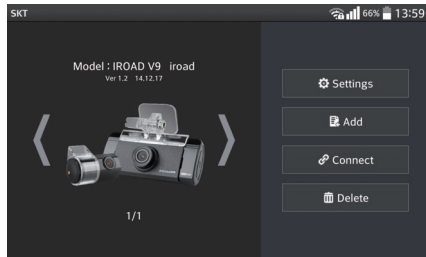 SKT 66% 13:59
Model : IROAD V9 iroad
Ver 1.2 14.12.17
1/1
Settings
Add
Connect
Delete